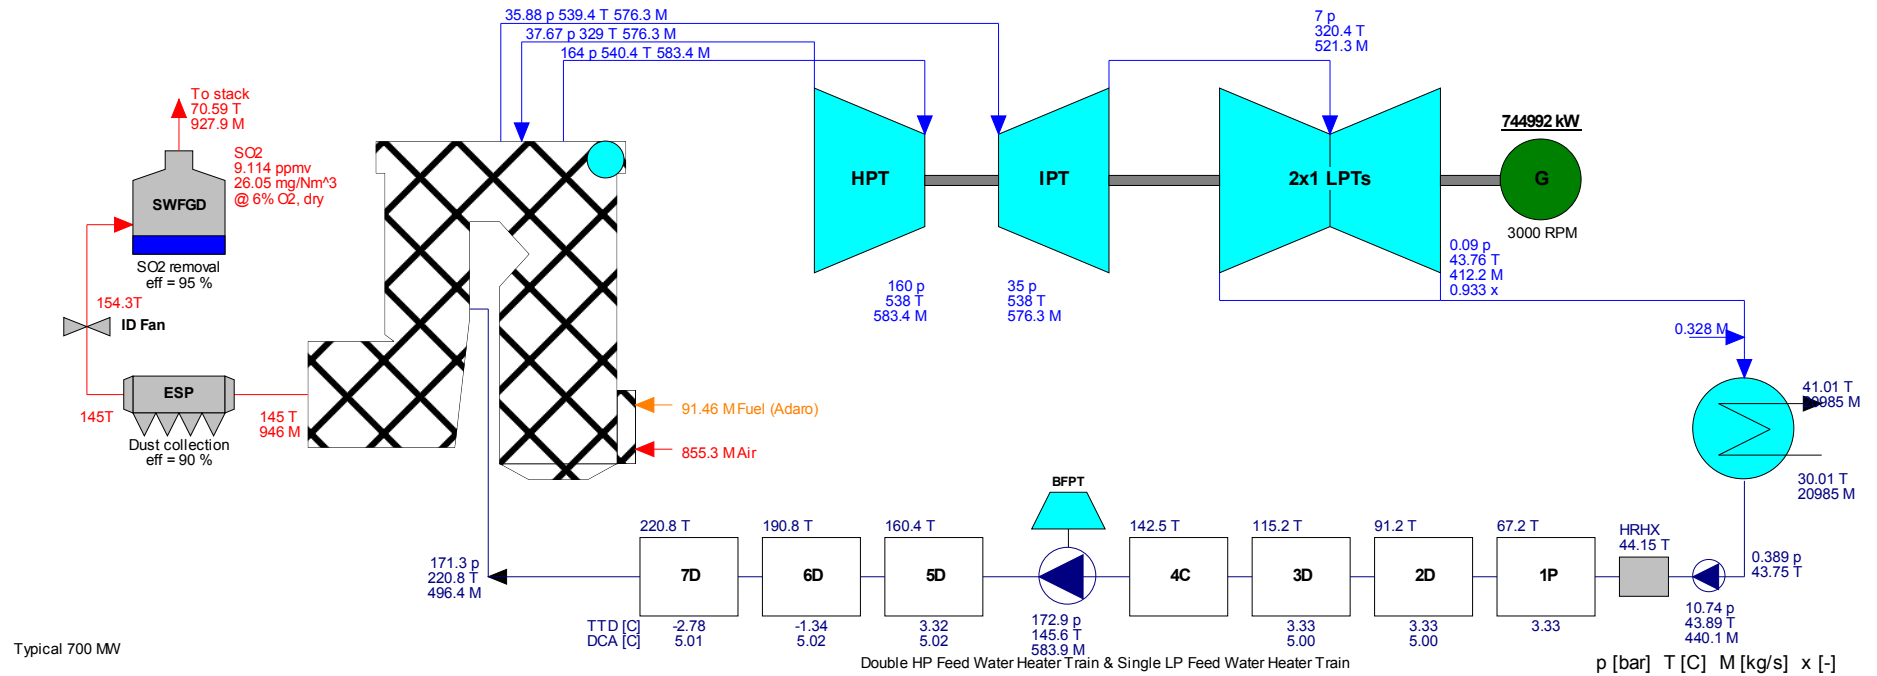 35.88 p 539.4 T 576.3 M
37.67 p 329 T 576.3 M
164 p 540.4 T 583.4 M
7 p
320.4 T
521.3 M
To stack
70.59 T
927.9 M
SO2
9.114 ppmv
26.05 mg/Nm^3
@ 6% O2, dry
SWFGD
SO2 removal
eff = 95 %
154.3T
ID Fan
ESP
145T
145 T
946 M
Dust collection
eff = 90 %
91.46 M Fuel (Adaro)
855.3 M Air
HPT
IPT
2x1 LPTs
744992 kW
G
3000 RPM
160 p
538 T
583.4 M
35 p
538 T
576.3 M
0.09 p
43.76 T
412.2 M
0.933 x
0.328 M
41.01 T
20985 M
30.01 T
20985 M
0.389 p
43.75 T
HRHX
44.15 T
10.74 p
43.89 T
440.1 M
67.2 T
1P
3.33
91.2 T
2D
3.33
5.00
115.2 T
3D
3.33
5.00
142.5 T
4C
BFPT
172.9 p
145.6 T
583.9 M
160.4 T
5D
3.32
5.02
190.8 T
6D
-1.34
5.02
220.8 T
7D
TTD [C] -2.78
DCA [C] 5.01
171.3 p
220.8 T
496.4 M
Typical 700 MW
Double HP Feed Water Heater Train & Single LP Feed Water Heater Train
p [bar] T [C] M [kg/s] x [-]